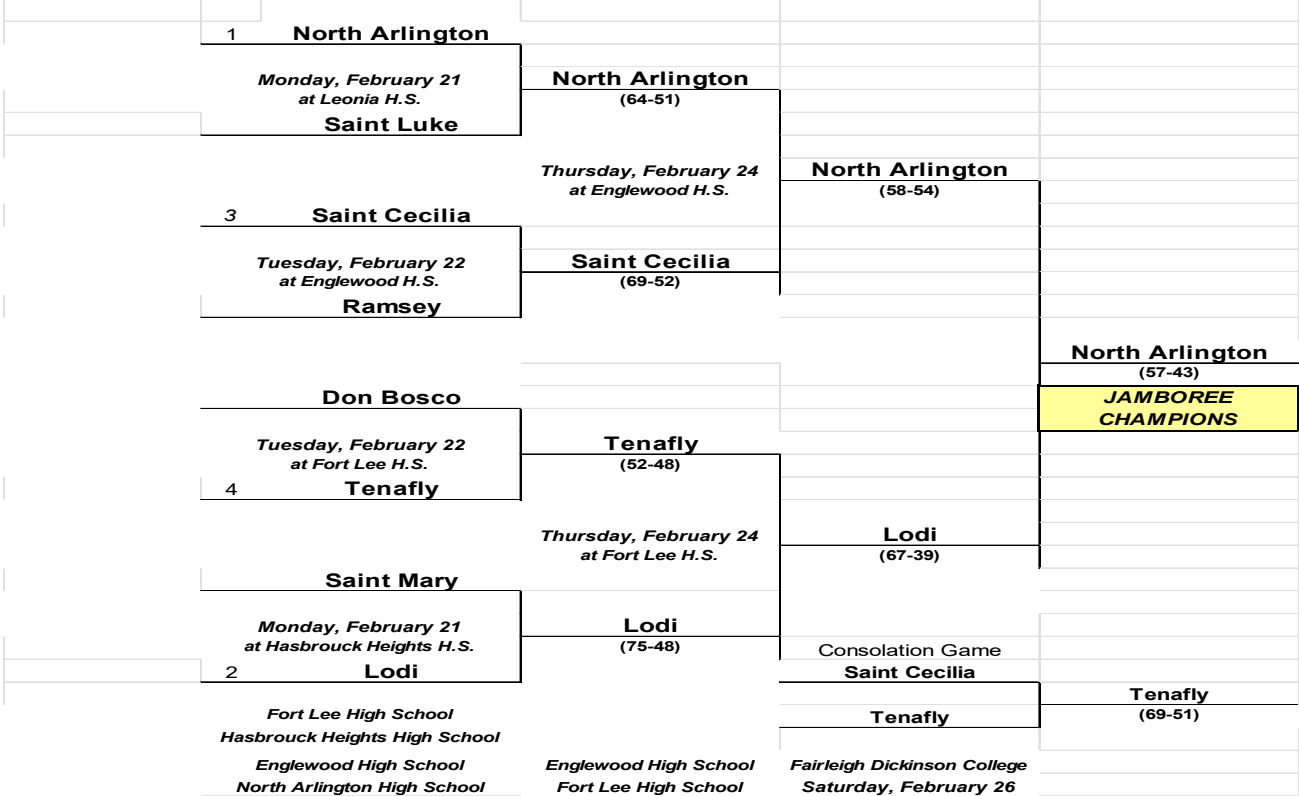 1 North Arlington
Monday, February 21
at Leonia H.S.
Saint Luke
North Arlington
(64-51)
Thursday, February 24
at Englewood H.S.
North Arlington
(58-54)
3 Saint Cecilia
Tuesday, February 22
at Englewood H.S.
Ramsey
Saint Cecilia
(69-52)
North Arlington
(57-43)
JAMBOREE
CHAMPIONS
Don Bosco
Tuesday, February 22
at Fort Lee H.S.
4 Tenafly
Tenafly
(52-48)
Thursday, February 24
at Fort Lee H.S.
Lodi
(67-39)
Saint Mary
Monday, February 21
at Hasbrouck Heights H.S.
2 Lodi
Lodi
(75-48)
Consolation Game
Saint Cecilia
Tenafly
Tenafly
(69-51)
Fort Lee High School
Hasbrouck Heights High School
Englewood High School
North Arlington High School
Englewood High School
Fort Lee High School
Fairleigh Dickinson College
Saturday, February 26